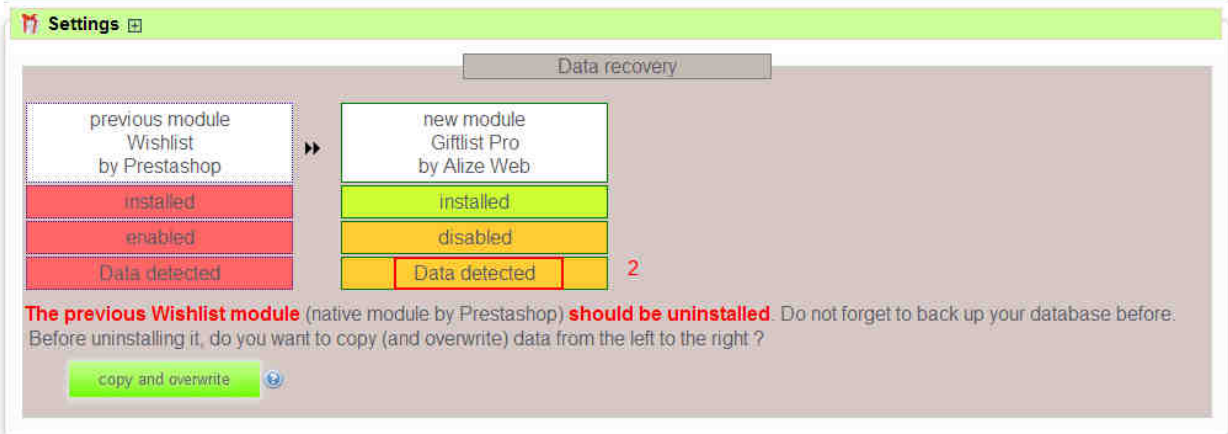 Settings
Data recovery
previous module
Wishlist
by Prestashop
new module
Giftlist Pro
by Alize Web
installed
installed
enabled
disabled
Data detected
Data detected
2
The previous Wishlist module (native module by Prestashop) should be uninstalled. Do not forget to back up your database before.
Before uninstalling it, do you want to copy (and overwrite) data from the left to the right ?
copy and overwrite